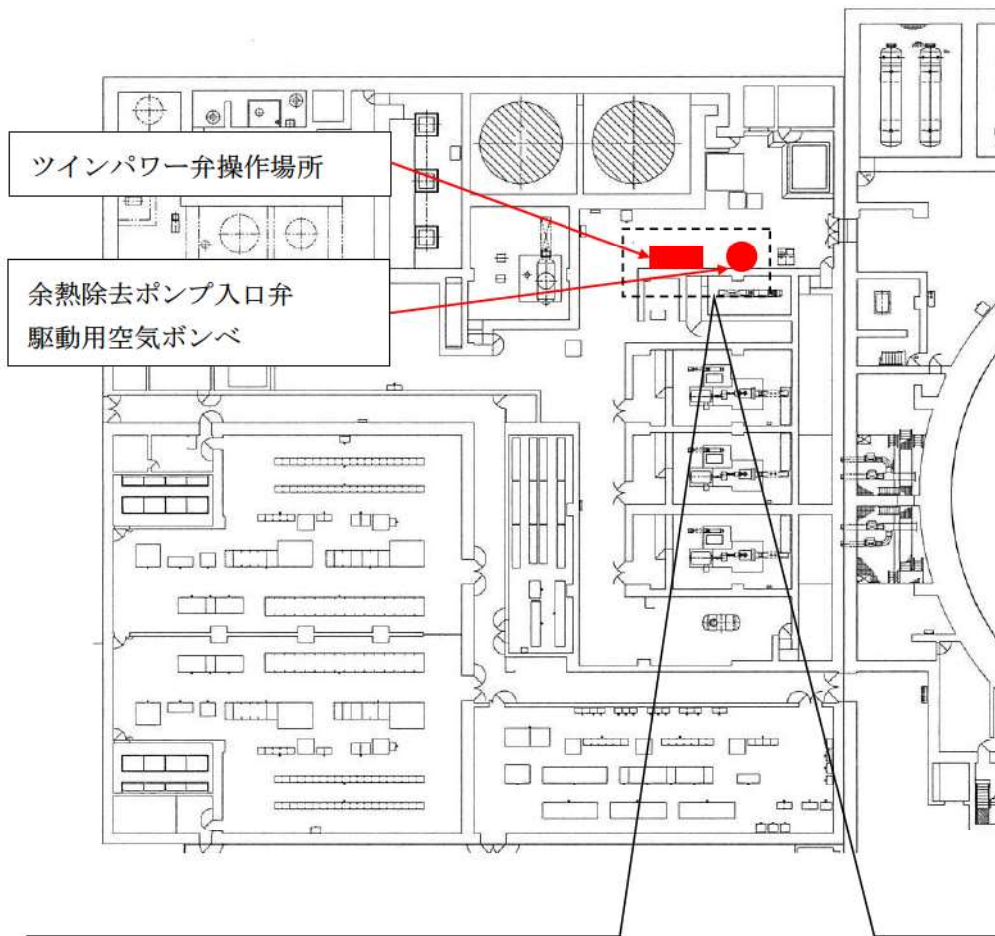 ツインパワー弁操作場所
余熱除去ポンプ入口弁
駆動用空気ボンベ